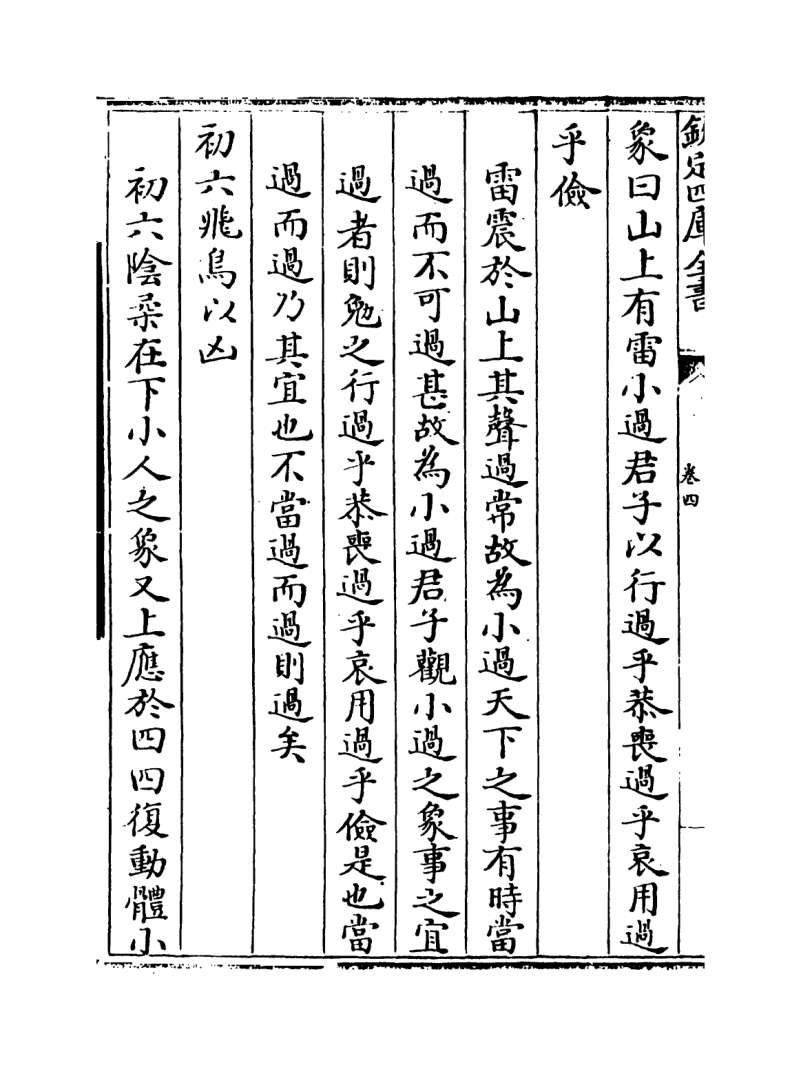 欽定四庫全書
卷四
象曰山上有雷小過君子以行過乎恭喪過乎哀用過
乎儉
雷震於山上其聲過常故為小過天下之事有時當
過而不可過甚故為小過君子觀小過之象事之宜
過者則勉之行過乎恭喪過乎哀用過乎儉是也當
過而過乃其宜也不當過而過則過矣
初六飛鳥以凶
初六陰柔在下小人之象又上應於四四復動體小